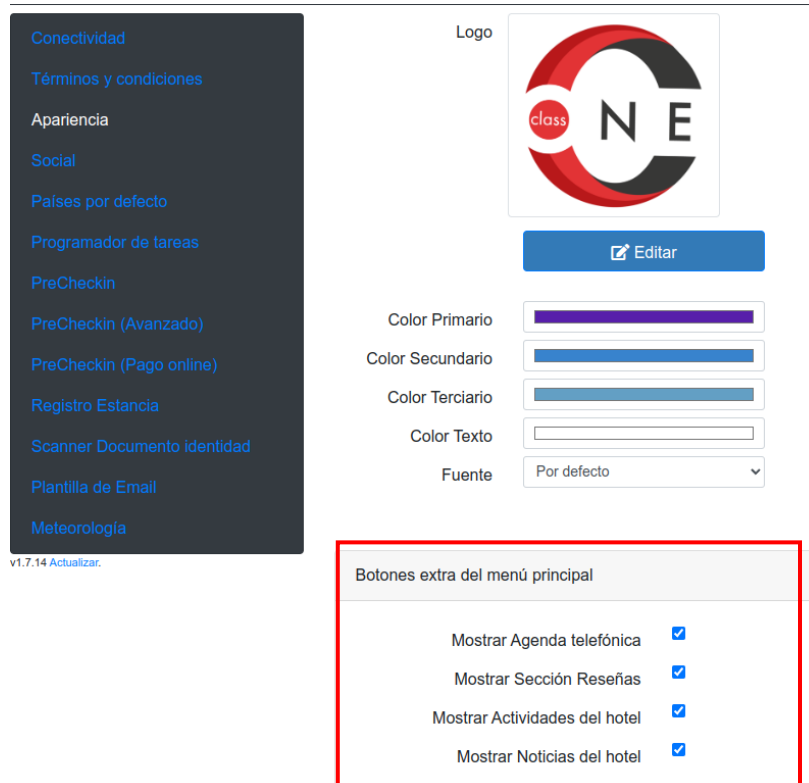 Conectividad
Términos y condiciones
Apariencia
Social
Países por defecto
Programador de tareas
PreCheckin
PreCheckin (Avanzado)
PreCheckin (Pago online)
Registro Estancia
Scanner Documento identidad
Plantilla de Email
Meteorología
v1.7.14 Actualizar.
Logo
class NE
Editar
Color Primario
Color Secundario
Color Terciario
Color Texto
Fuente Por defecto
Botones extra del menú principal
Mostrar Agenda telefónica
Mostrar Sección Reseñas
Mostrar Actividades del hotel
Mostrar Noticias del hotel